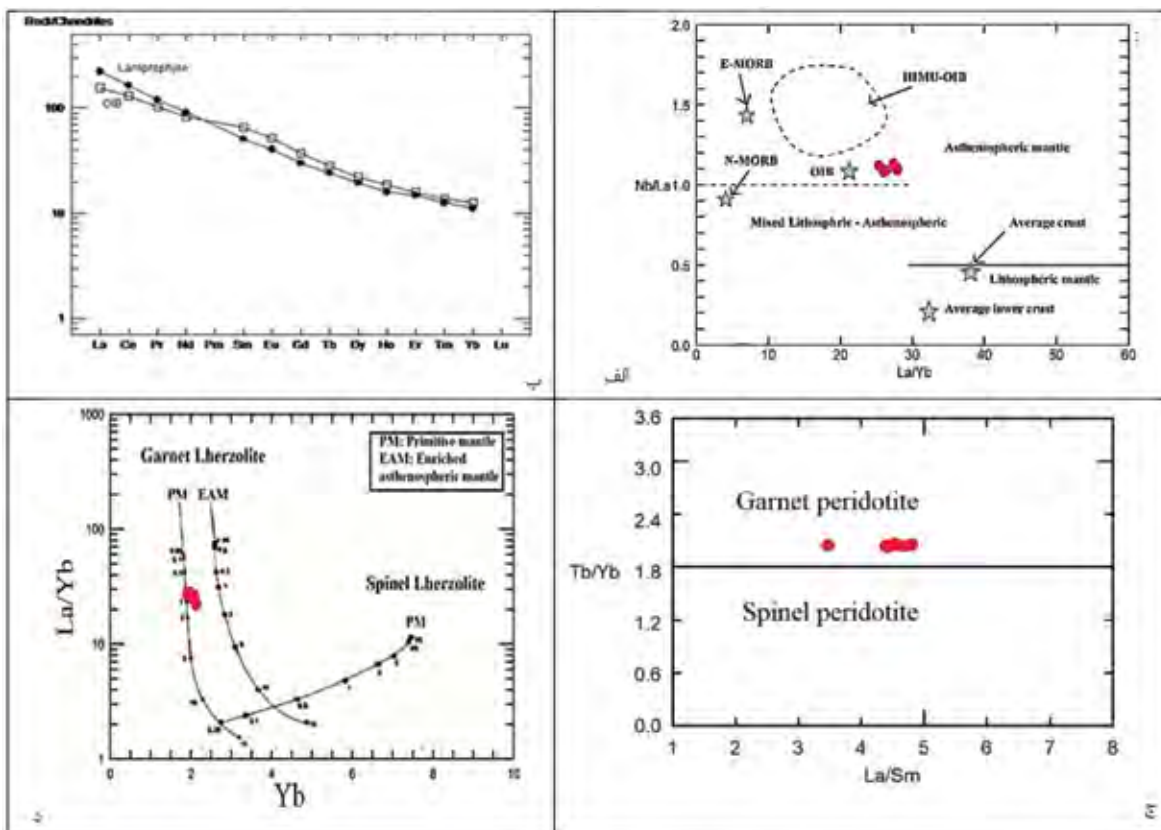 Rock/Chondrites
Lamprophyre
OIB
100
10
1
La Ce Pr Nd Pm Sm Eu Gd Tb Dy Ho Er Tm Yb Lu
ب-
2.0
1.5
Nb/La1.0
0.5
0.0
E-MORB
HIMU-OIB
N-MORB
OIB
Asthenospheric mantle
Mixed Lithosphric - Asthenospheric
Average crust
Lithospheric mantle
Average lower crust
0 10 20 30 40 50 60
La/Yb
الف-
1000
100
10
1
La/Yb
Garnet Lherzolite
PM: Primitive mantle
EAM: Enriched
asthenospheric mantle
PM EAM
Spinel Lherzolite
PM
0 2 4 6 8 10
Yb
3.6
3.0
2.4
1.8
1.2
0.6
0.0
Tb/Yb
Garnet peridotite
Spinel peridotite
1 2 3 4 5 6 7 8
La/Sm